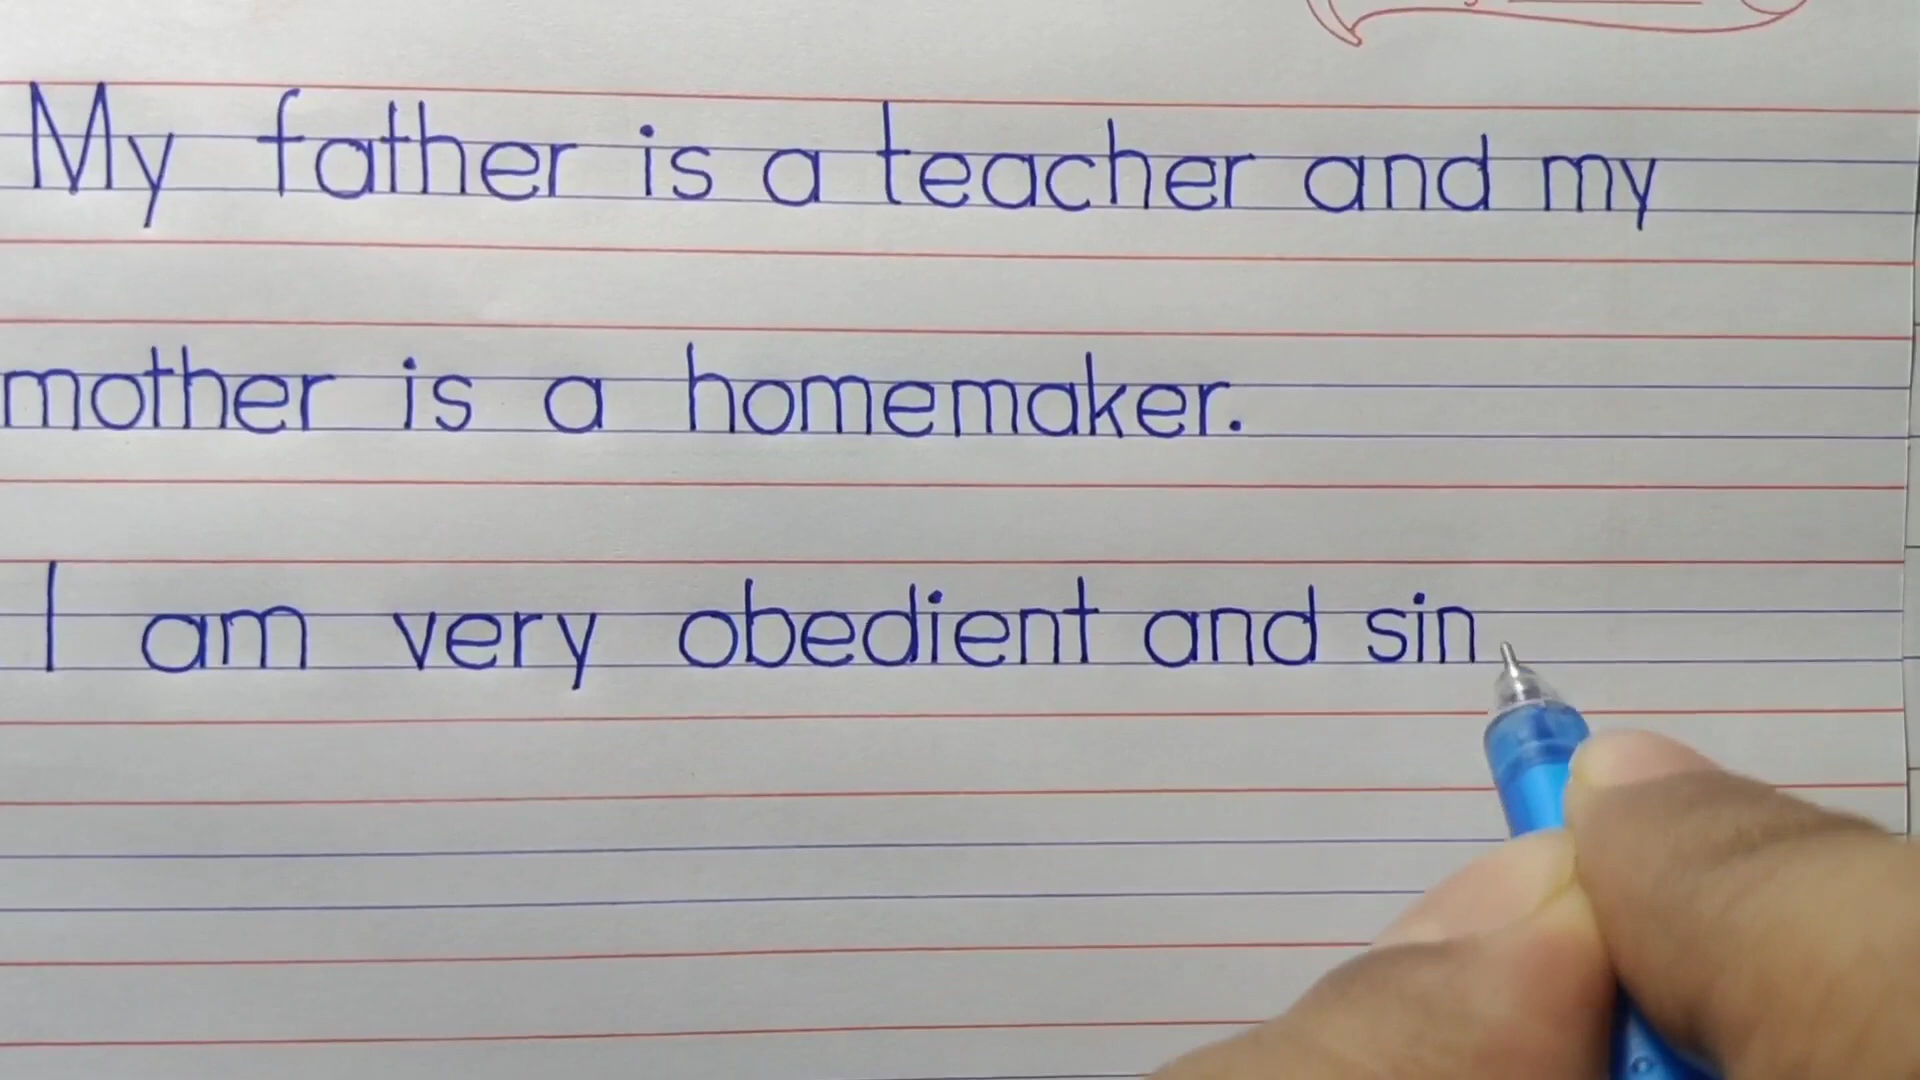 My father is a teacher and my
mother is a homemaker.
I am very obedient and sin